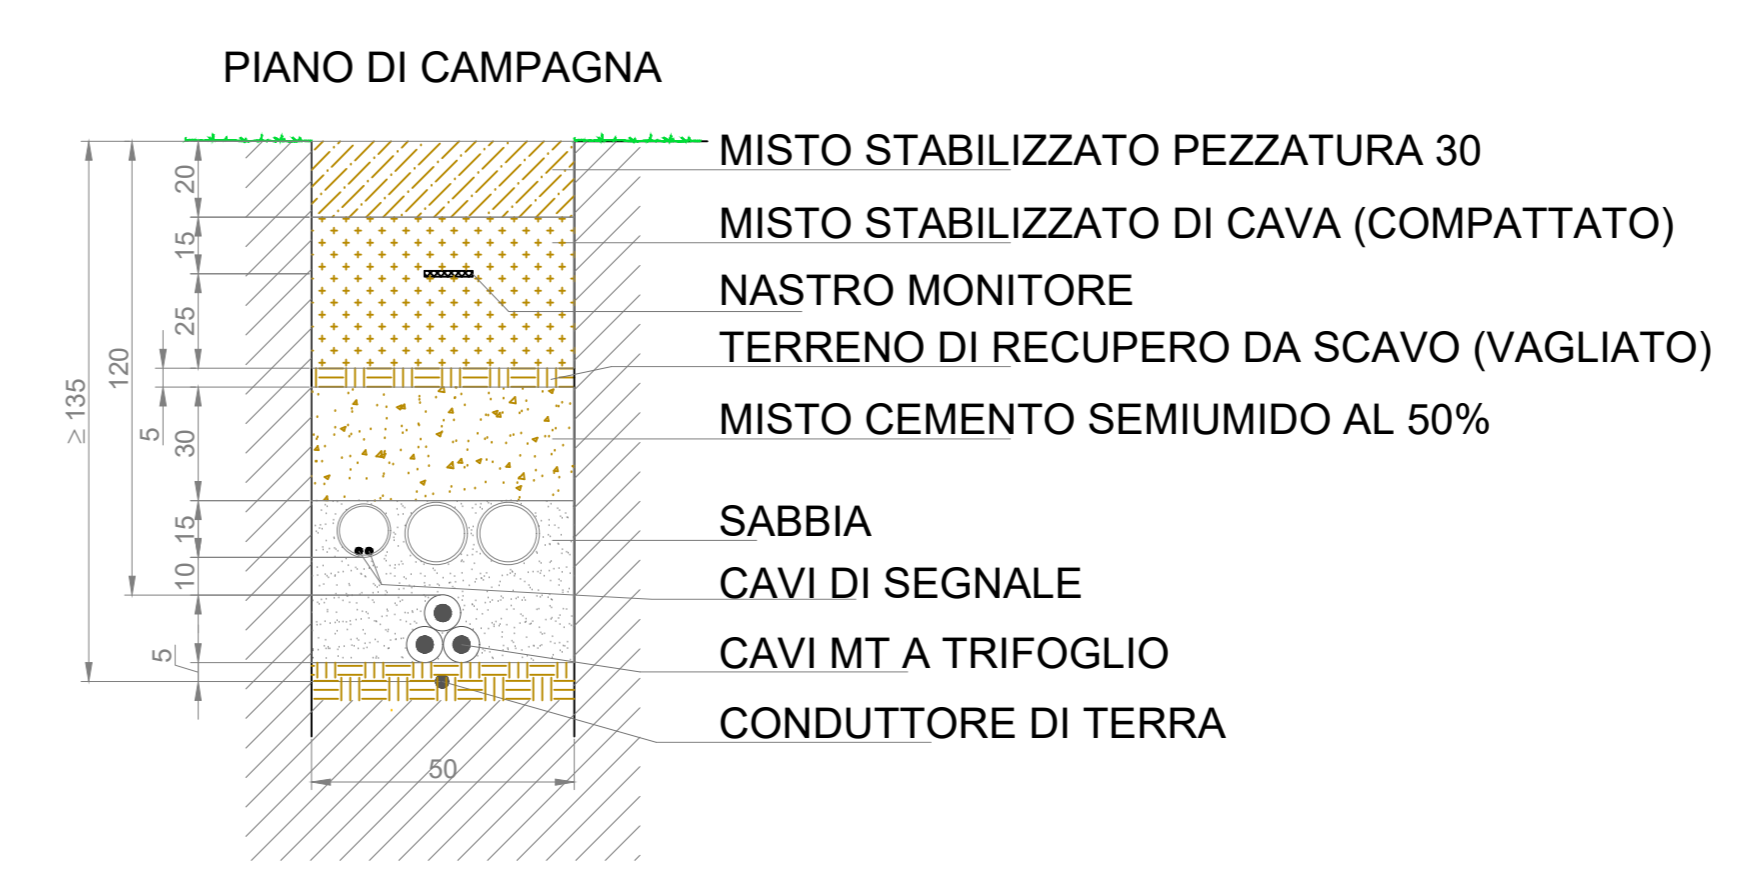 PIANO DI CAMPAGNA
MISTO STABILIZZATO PEZZATURA 30
MISTO STABILIZZATO DI CAVA (COMPATTATO)
NASTRO MONITORE
TERRENO DI RECUPERO DA SCAVO (VAGLIATO)
MISTO CEMENTO SEMIUMIDO AL 50%
SABBIA
CAVI DI SEGNALE
CAVI MT A TRIFOGLIO
CONDUTTORE DI TERRA
≥ 135
120
20
15
25
5
30
15
10
5
50